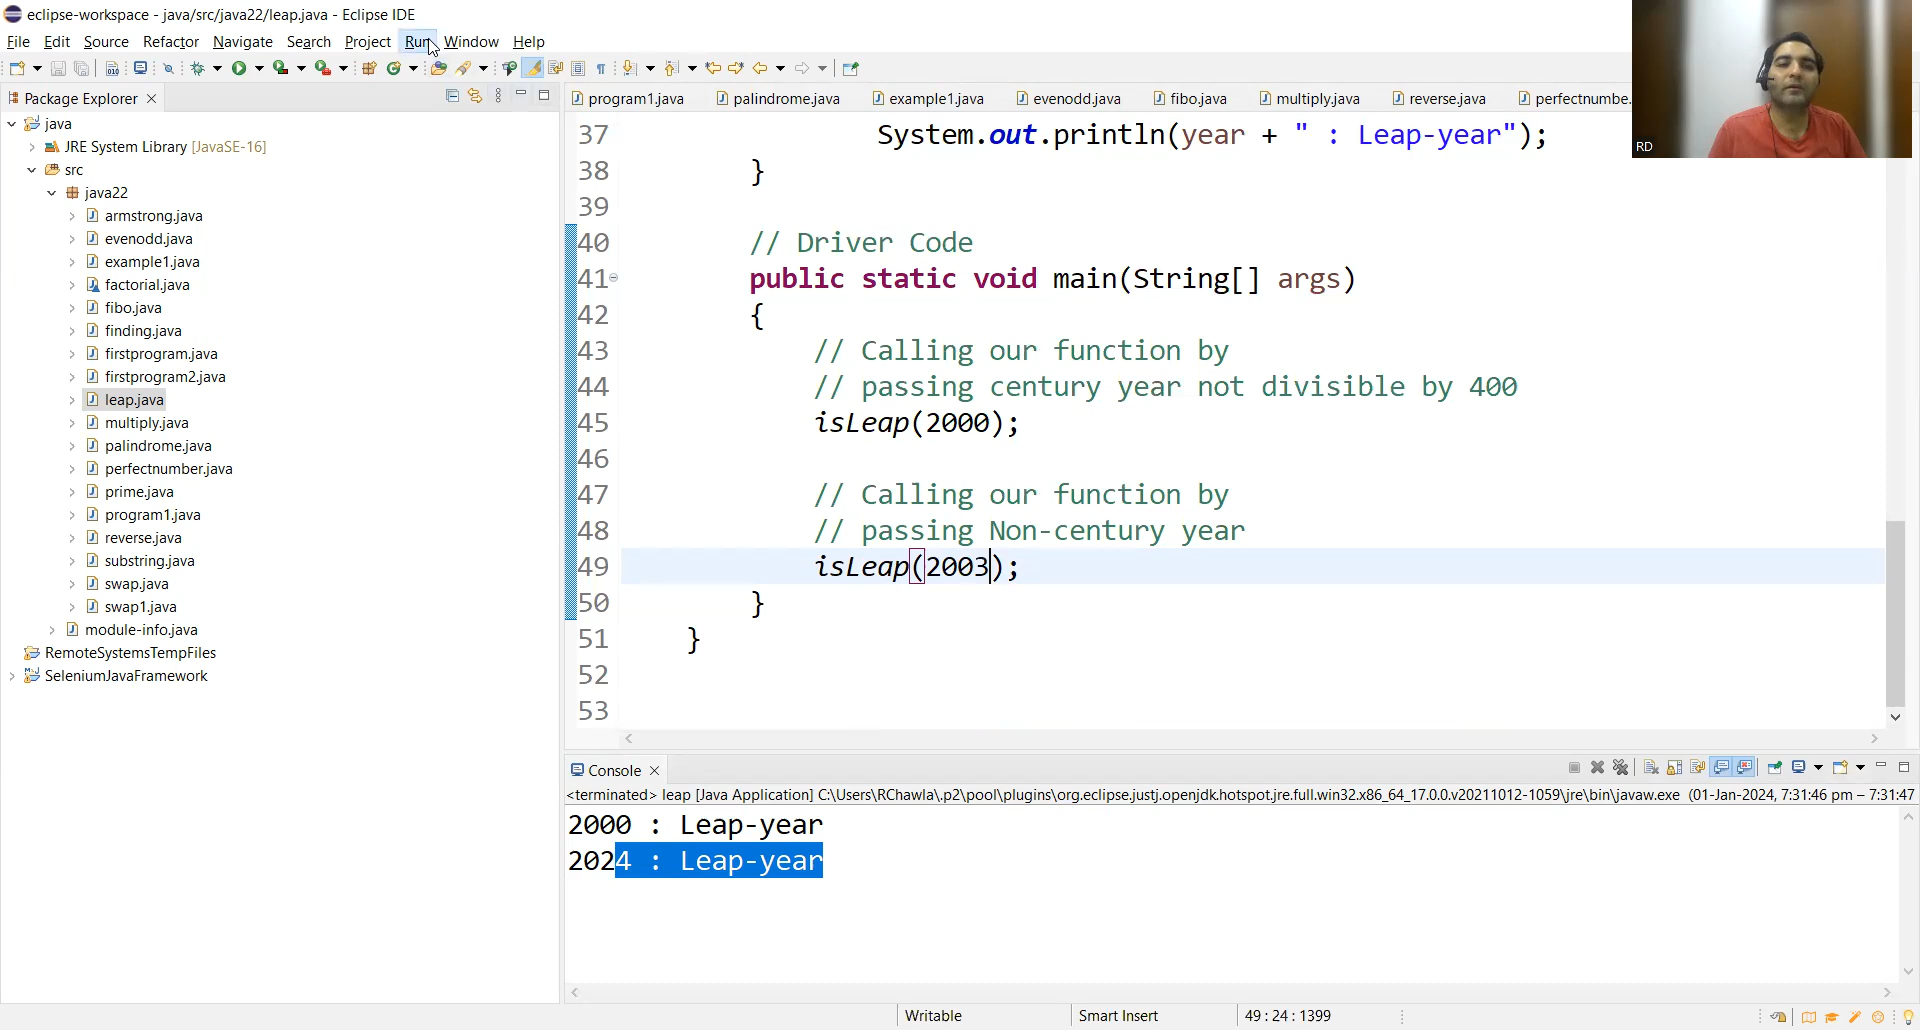 eclipse-workspace - java/src/java22/leap.java - Eclipse IDE
File Edit Source Refactor Navigate Search Project Run Window Help
Package Explorer
program1.java palindrome.java example1.java evenodd.java fibo.java multiply.java reverse.java perfectnumbe...
java
JRE System Library [JavaSE-16]
src
java22
armstrong.java
evenodd.java
example1.java
factorial.java
fibo.java
finding.java
firstprogram.java
firstprogram2.java
leap.java
multiply.java
palindrome.java
perfectnumber.java
prime.java
program1.java
reverse.java
substring.java
swap.java
swap1.java
module-info.java
RemoteSystemsTempFiles
SeleniumJavaFramework
37 System.out.println(year + " : Leap-year");
38 }
39
40 // Driver Code
41 public static void main(String[] args)
42 {
43 // Calling our function by
44 // passing century year not divisible by 400
45 isLeap(2000);
46
47 // Calling our function by
48 // passing Non-century year
49 isLeap(2003);
50 }
51 }
52
53
RD
Console
<terminated> leap [Java Application] C:\Users\RChawla\.p2\pool\plugins\org.eclipse.justj.openjdk.hotspot.jre.full.win32.x86_64_17.0.0.v20211012-1059\jre\bin\javaw.exe (01-Jan-2024, 7:31:46 pm – 7:31:47
2000 : Leap-year
2024 : Leap-year
Writable Smart Insert 49 : 24 : 1399